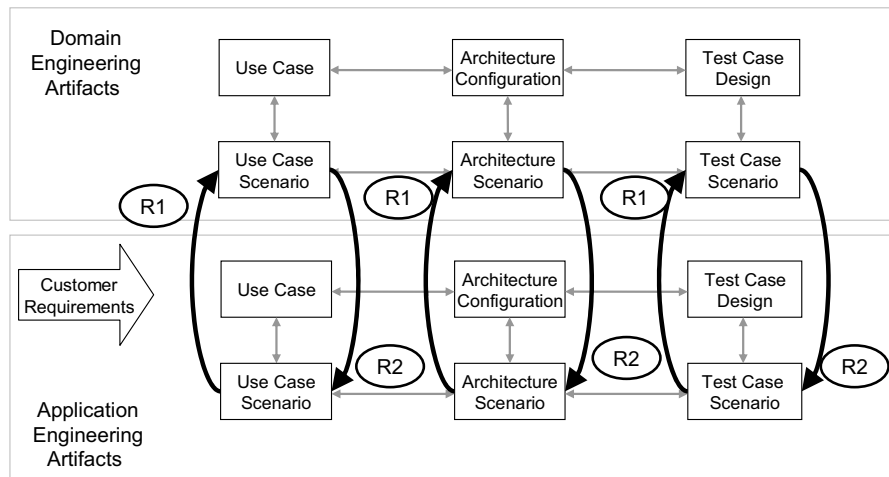 Domain
Engineering
Artifacts
Use Case
Architecture
Configuration
Test Case
Design
Use Case
Scenario
Architecture
Scenario
Test Case
Scenario
R1
R1
R1
Customer
Requirements
Use Case
Architecture
Configuration
Test Case
Design
R2
R2
R2
Use Case
Scenario
Architecture
Scenario
Test Case
Scenario
Application
Engineering
Artifacts